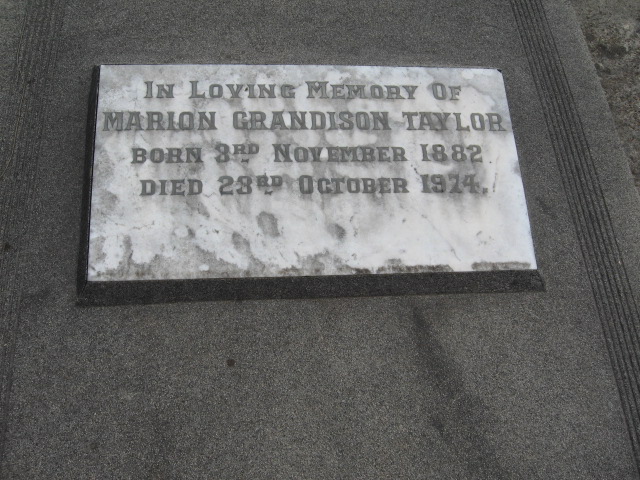 In Loving Memory Of
MARION GRANDISON TAYLOR
BORN 3RD NOVEMBER 1882
DIED 23RD OCTOBER 1974.